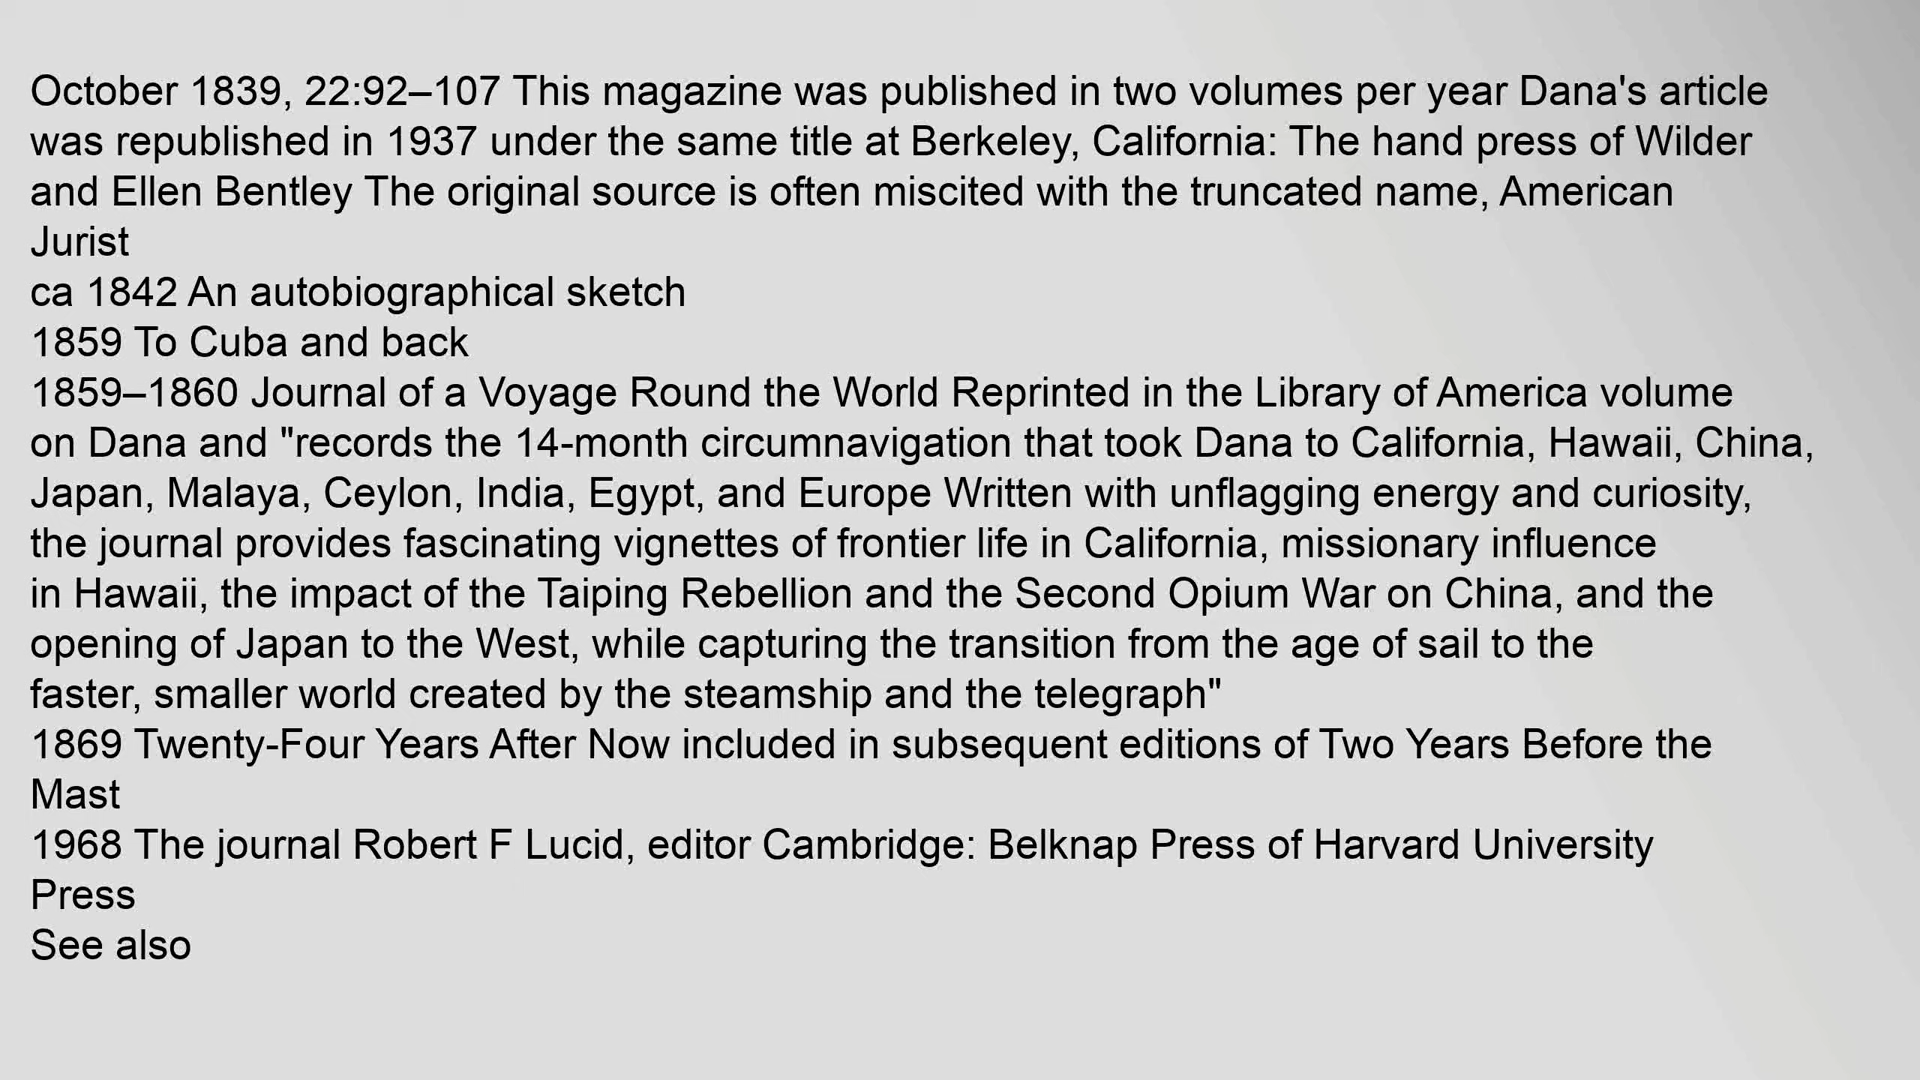 October 1839, 22:92–107 This magazine was published in two volumes per year Dana's article
was republished in 1937 under the same title at Berkeley, California: The hand press of Wilder
and Ellen Bentley The original source is often miscited with the truncated name, American
Jurist
ca 1842 An autobiographical sketch
1859 To Cuba and back
1859–1860 Journal of a Voyage Round the World Reprinted in the Library of America volume
on Dana and "records the 14-month circumnavigation that took Dana to California, Hawaii, China,
Japan, Malaya, Ceylon, India, Egypt, and Europe Written with unflagging energy and curiosity,
the journal provides fascinating vignettes of frontier life in California, missionary influence
in Hawaii, the impact of the Taiping Rebellion and the Second Opium War on China, and the
opening of Japan to the West, while capturing the transition from the age of sail to the
faster, smaller world created by the steamship and the telegraph"
1869 Twenty-Four Years After Now included in subsequent editions of Two Years Before the
Mast
1968 The journal Robert F Lucid, editor Cambridge: Belknap Press of Harvard University
Press
See also